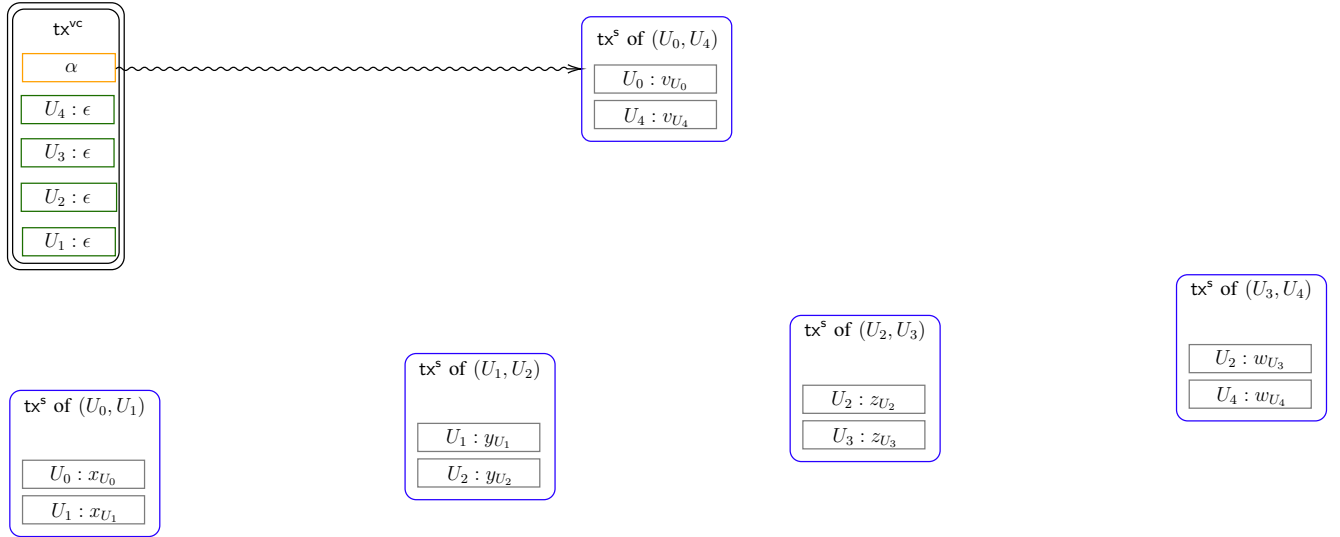 tx^vc
α
U_4 : ϵ
U_3 : ϵ
U_2 : ϵ
U_1 : ϵ
tx^s of (U_0, U_4)
U_0 : v_{U_0}
U_4 : v_{U_4}
tx^s of (U_0, U_1)
U_0 : x_{U_0}
U_1 : x_{U_1}
tx^s of (U_1, U_2)
U_1 : y_{U_1}
U_2 : y_{U_2}
tx^s of (U_2, U_3)
U_2 : z_{U_2}
U_3 : z_{U_3}
tx^s of (U_3, U_4)
U_2 : w_{U_3}
U_4 : w_{U_4}